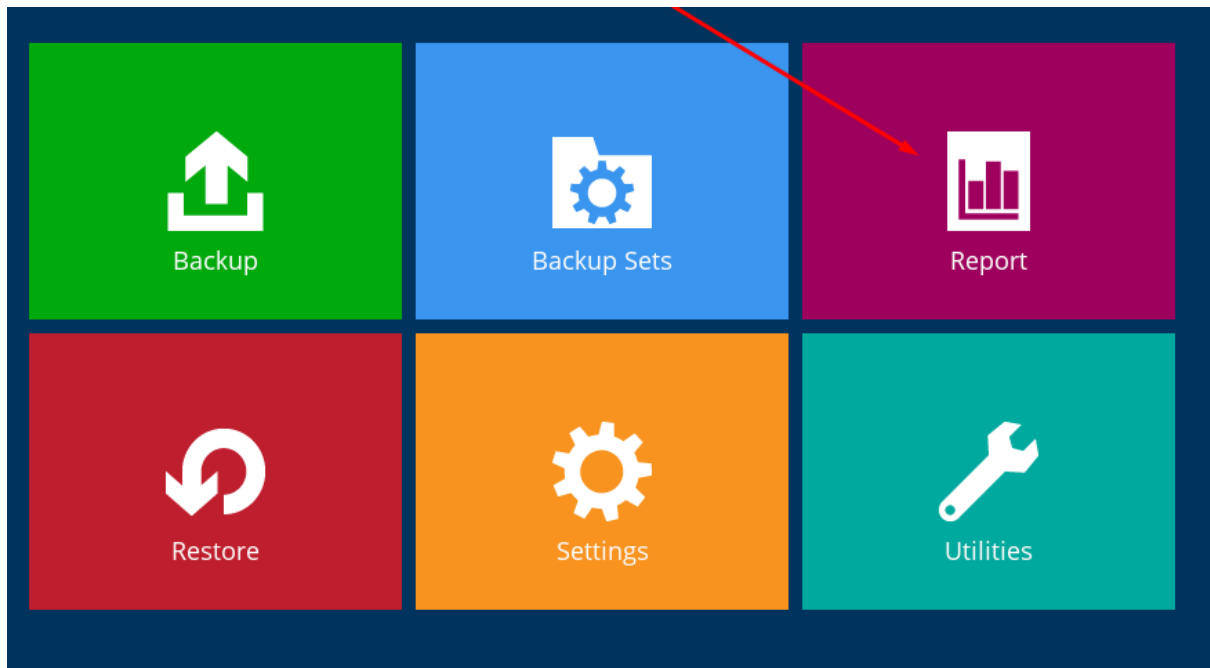 Backup
Backup Sets
Report
Restore
Settings
Utilities